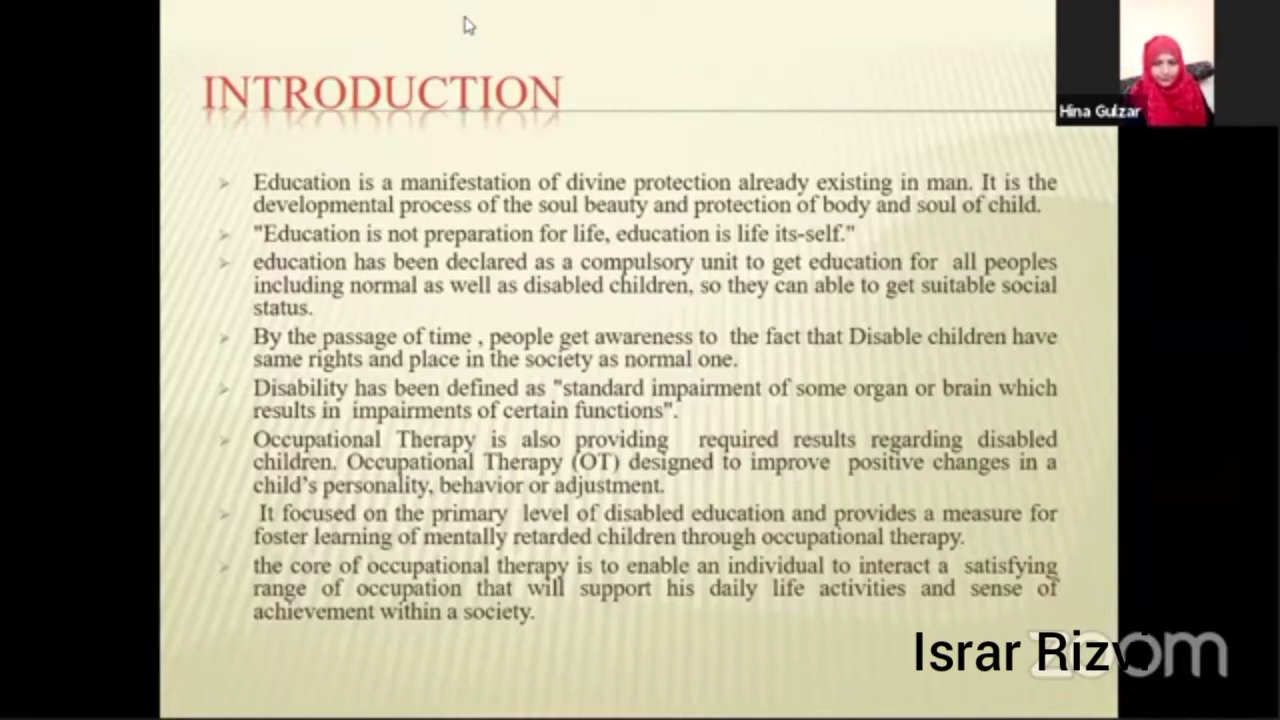 INTRODUCTION
Hina Gulzar
Education is a manifestation of divine protection already existing in man. It is the
developmental process of the soul beauty and protection of body and soul of child.
"Education is not preparation for life, education is life its-self."
education has been declared as a compulsory unit to get education for all peoples
including normal as well as disabled children, so they can able to get suitable social
status.
By the passage of time , people get awareness to the fact that Disable children have
same rights and place in the society as normal one.
Disability has been defined as "standard impairment of some organ or brain which
results in impairments of certain functions".
Occupational Therapy is also providing required results regarding disabled
children. Occupational Therapy (OT) designed to improve positive changes in a
child's personality, behavior or adjustment.
It focused on the primary level of disabled education and provides a measure for
foster learning of mentally retarded children through occupational therapy.
the core of occupational therapy is to enable an individual to interact a satisfying
range of occupation that will support his daily life activities and sense of
achievement within a society.
Israr Rizvi
zoom